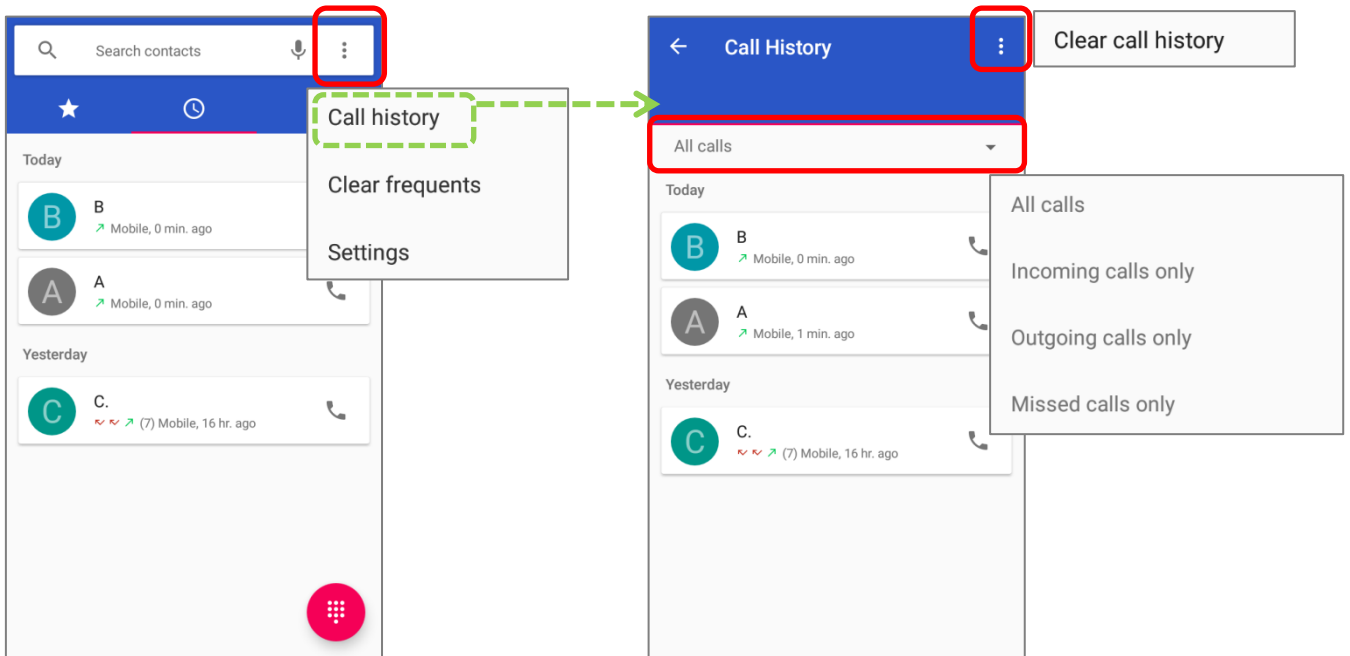 Search contacts
Call history
Clear frequents
Settings
Today
B
B
Mobile, 0 min. ago
A
A
Mobile, 0 min. ago
Yesterday
C
C.
(7) Mobile, 16 hr. ago
Call History
Clear call history
All calls
All calls
Incoming calls only
Outgoing calls only
Missed calls only
Today
B
B
Mobile, 0 min. ago
A
A
Mobile, 1 min. ago
Yesterday
C
C.
(7) Mobile, 16 hr. ago